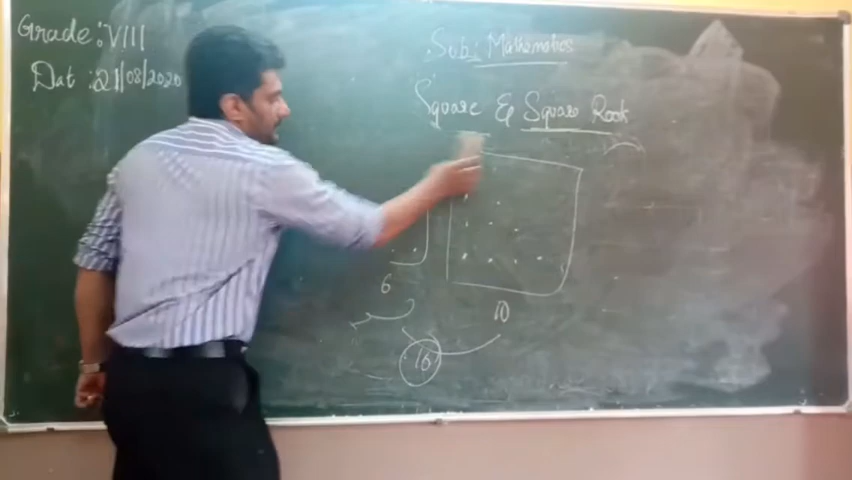 Grade: VIII
Sub: Mathematics
Dat : 21/08/2020
Square & Square Root
6
10
16